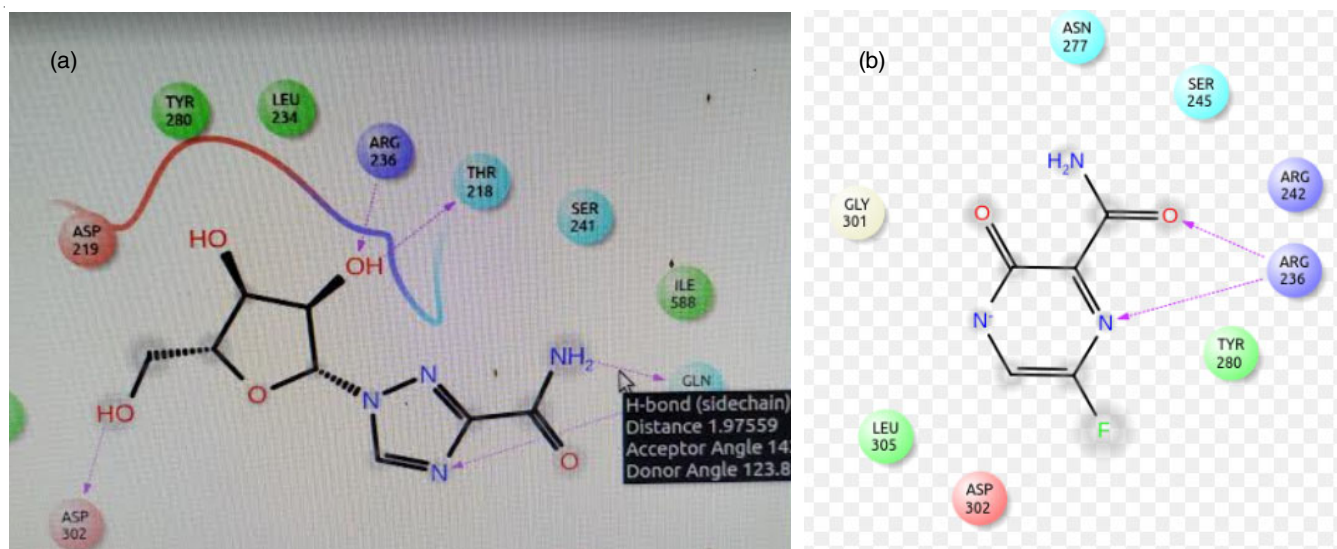 (a)
TYR
280
LEU
234
ARG
236
THR
218
SER
241
ASP
219
HO
OH
ILE
588
HO
O
N
N
N
NH2
O
GLN
H-bond (sidechain)
Distance 1.97559
Acceptor Angle 14
Donor Angle 123.8
ASP
302
(b)
ASN
277
SER
245
H2N
ARG
242
GLY
301
O
O
ARG
236
N-
N
TYR
280
F
LEU
305
ASP
302